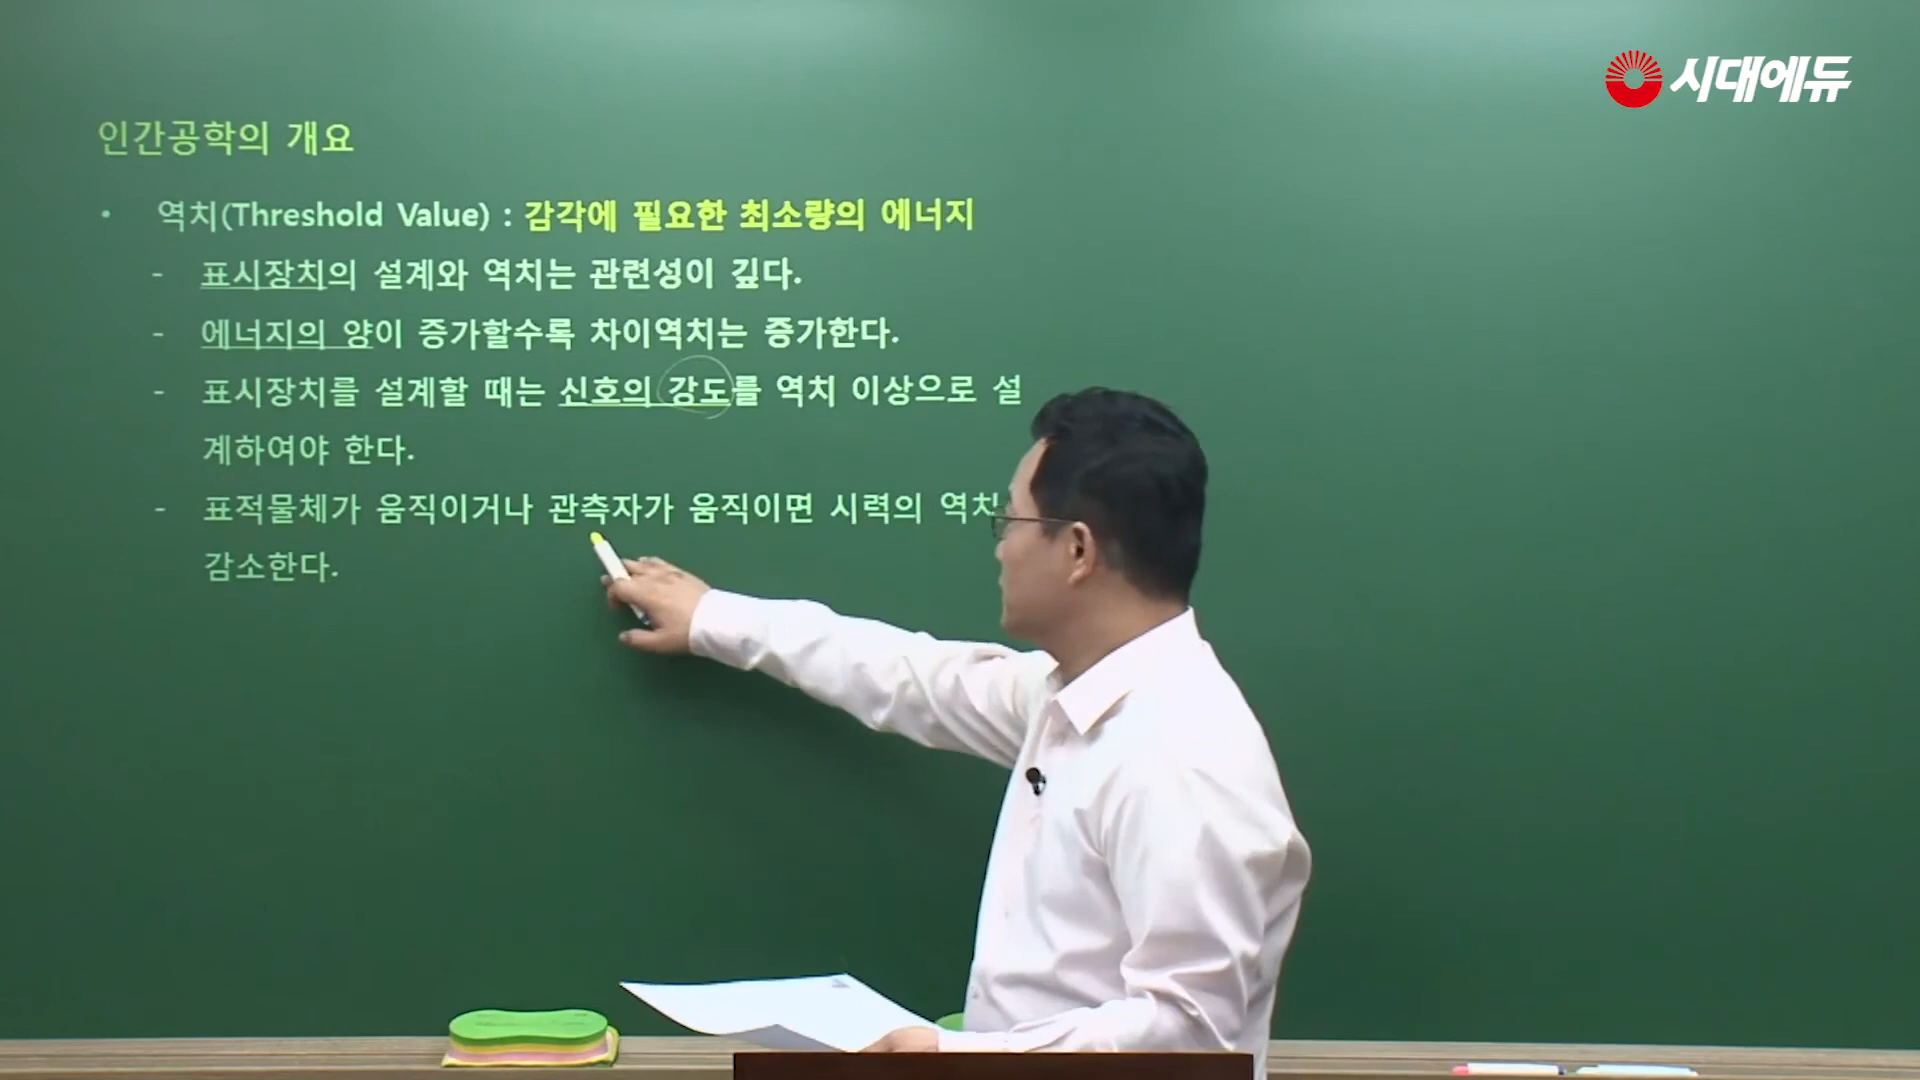 시대에듀
인간공학의 개요
• 역치(Threshold Value) : 감각에 필요한 최소량의 에너지
- 표시장치의 설계와 역치는 관련성이 깊다.
- 에너지의 양이 증가할수록 차이역치는 증가한다.
- 표시장치를 설계할 때는 신호의 강도를 역치 이상으로 설
계하여야 한다.
- 표적물체가 움직이거나 관측자가 움직이면 시력의 역치
감소한다.